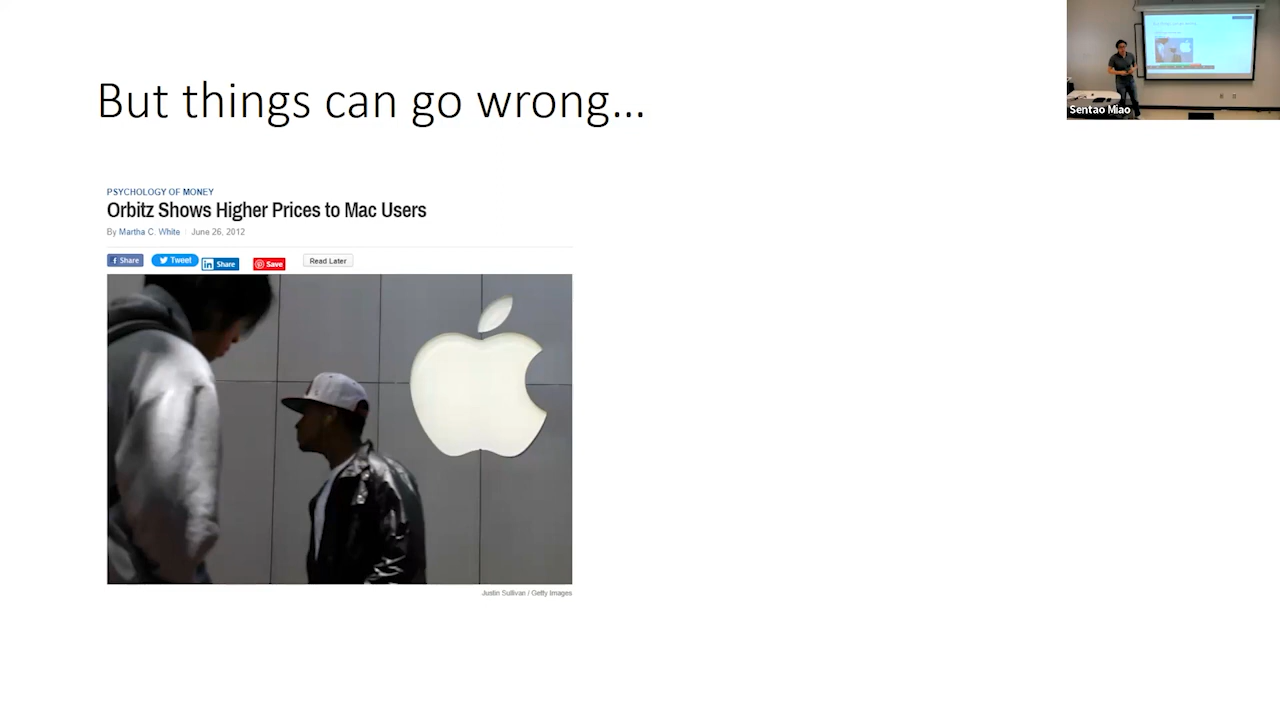 But things can go wrong...
Sentao Miao
PSYCHOLOGY OF MONEY
Orbitz Shows Higher Prices to Mac Users
By Martha C. White | June 26, 2012
Share Tweet Share Save Read Later
Justin Sullivan / Getty Images